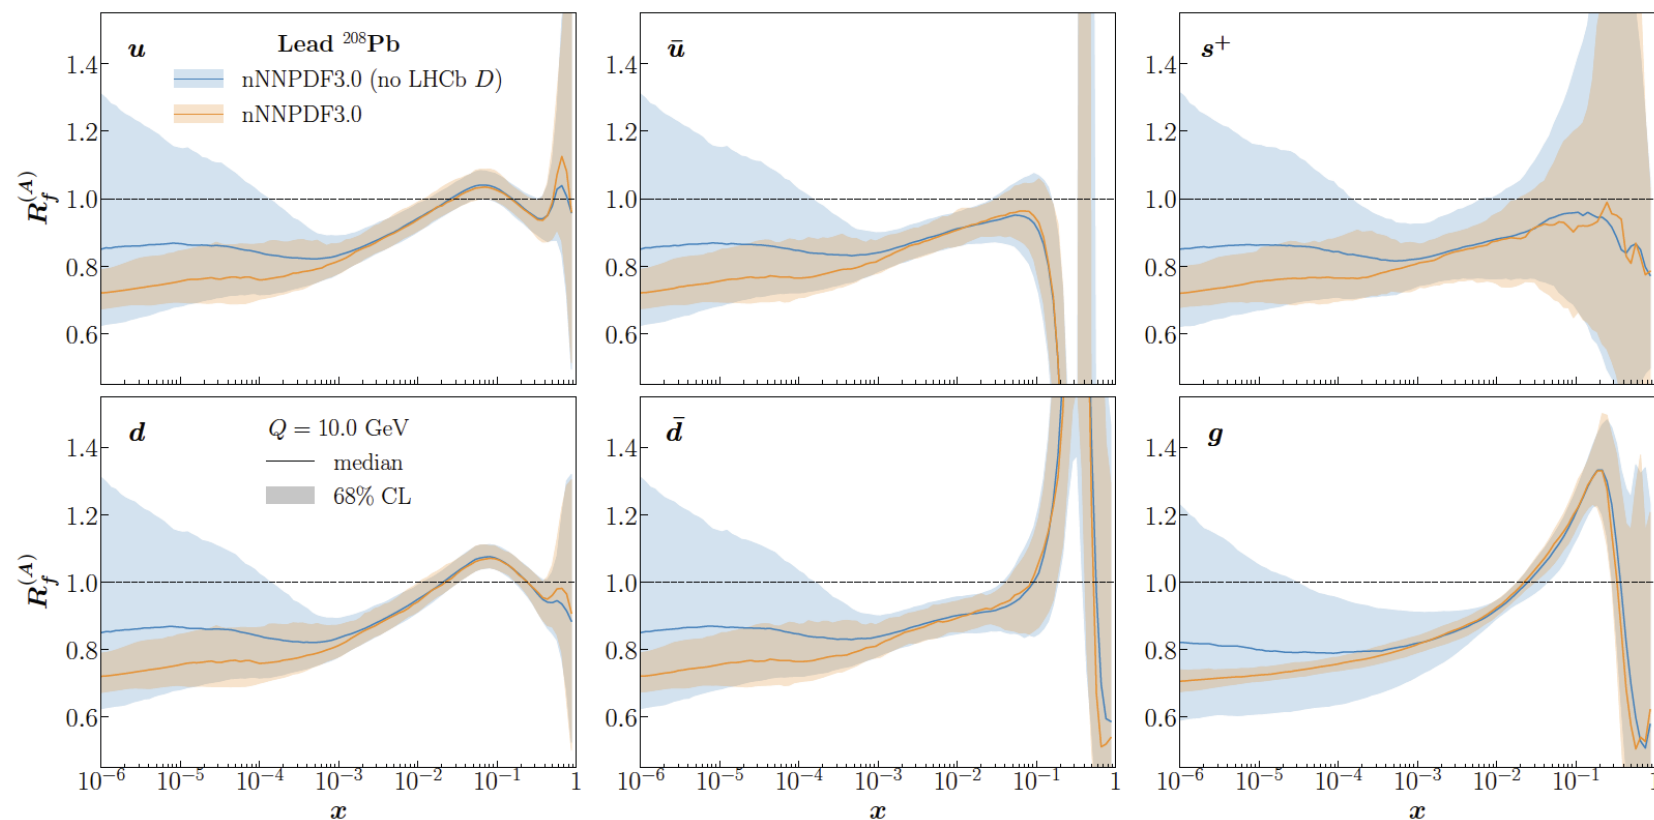 u
Lead ²⁰⁸Pb
nNNPDF3.0 (no LHCb D)
nNNPDF3.0
R_f^(A)
1.4
1.2
1.0
0.8
0.6
ū
1.4
1.2
1.0
0.8
0.6
s⁺
1.4
1.2
1.0
0.8
0.6
d
Q = 10.0 GeV
median
68% CL
R_f^(A)
1.4
1.2
1.0
0.8
0.6
10⁻⁶ 10⁻⁵ 10⁻⁴ 10⁻³ 10⁻² 10⁻¹ 1
x
d̄
1.4
1.2
1.0
0.8
0.6
10⁻⁶ 10⁻⁵ 10⁻⁴ 10⁻³ 10⁻² 10⁻¹ 1
x
g
1.4
1.2
1.0
0.8
0.6
10⁻⁶ 10⁻⁵ 10⁻⁴ 10⁻³ 10⁻² 10⁻¹ 1
x